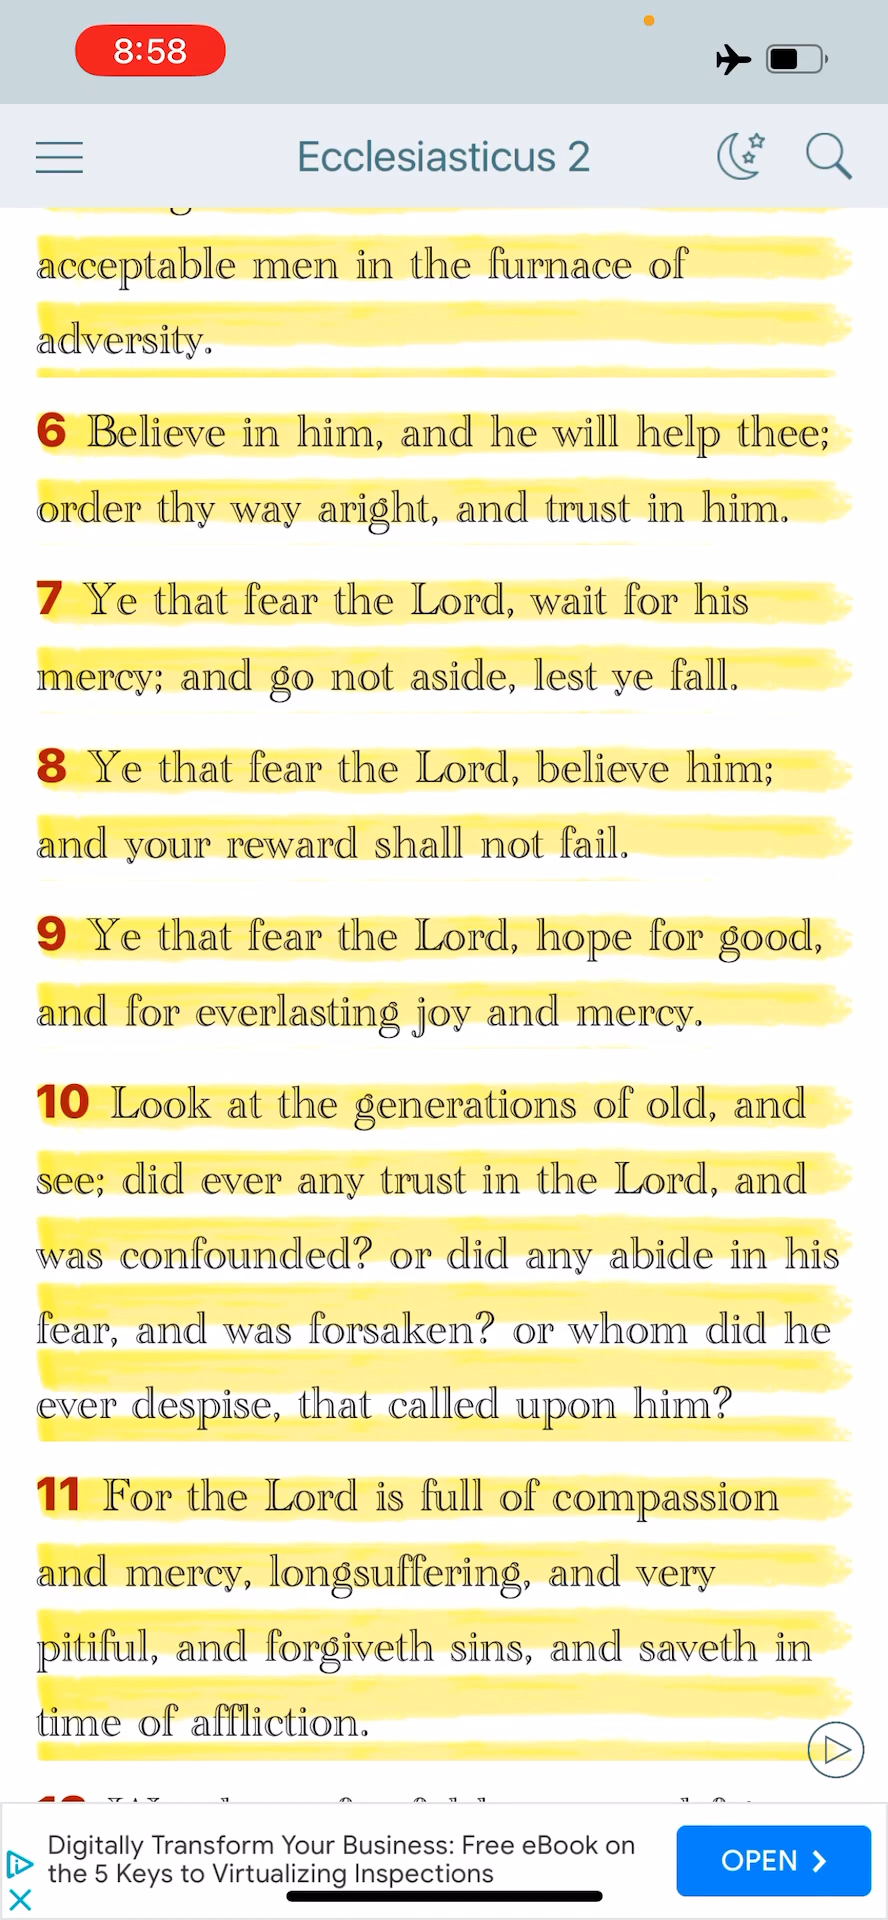 8:58
Ecclesiasticus 2
acceptable men in the furnace of
adversity.
6 Believe in him, and he will help thee;
order thy way aright, and trust in him.
7 Ye that fear the Lord, wait for his
mercy; and go not aside, lest ye fall.
8 Ye that fear the Lord, believe him;
and your reward shall not fail.
9 Ye that fear the Lord, hope for good,
and for everlasting joy and mercy.
10 Look at the generations of old, and
see; did ever any trust in the Lord, and
was confounded? or did any abide in his
fear, and was forsaken? or whom did he
ever despise, that called upon him?
11 For the Lord is full of compassion
and mercy, longsuffering, and very
pitiful, and forgiveth sins, and saveth in
time of affliction.
Digitally Transform Your Business: Free eBook on
the 5 Keys to Virtualizing Inspections
OPEN